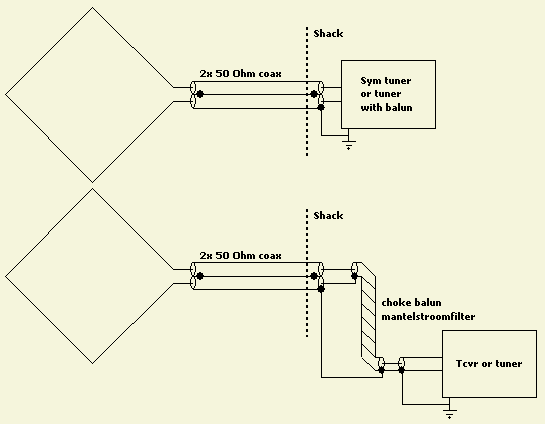 Shack
2x 50 Ohm coax
Sym tuner
or tuner
with balun
Shack
2x 50 Ohm coax
choke balun
mantelstroomfilter
Tcvr or tuner